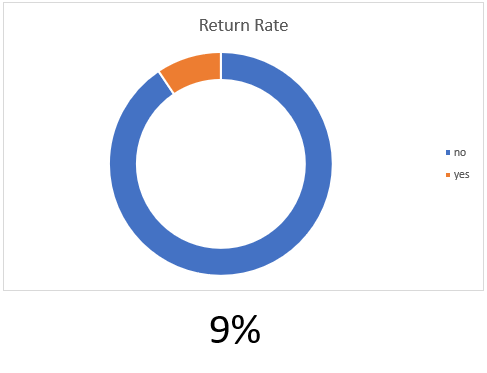 Return Rate
no
yes
9%